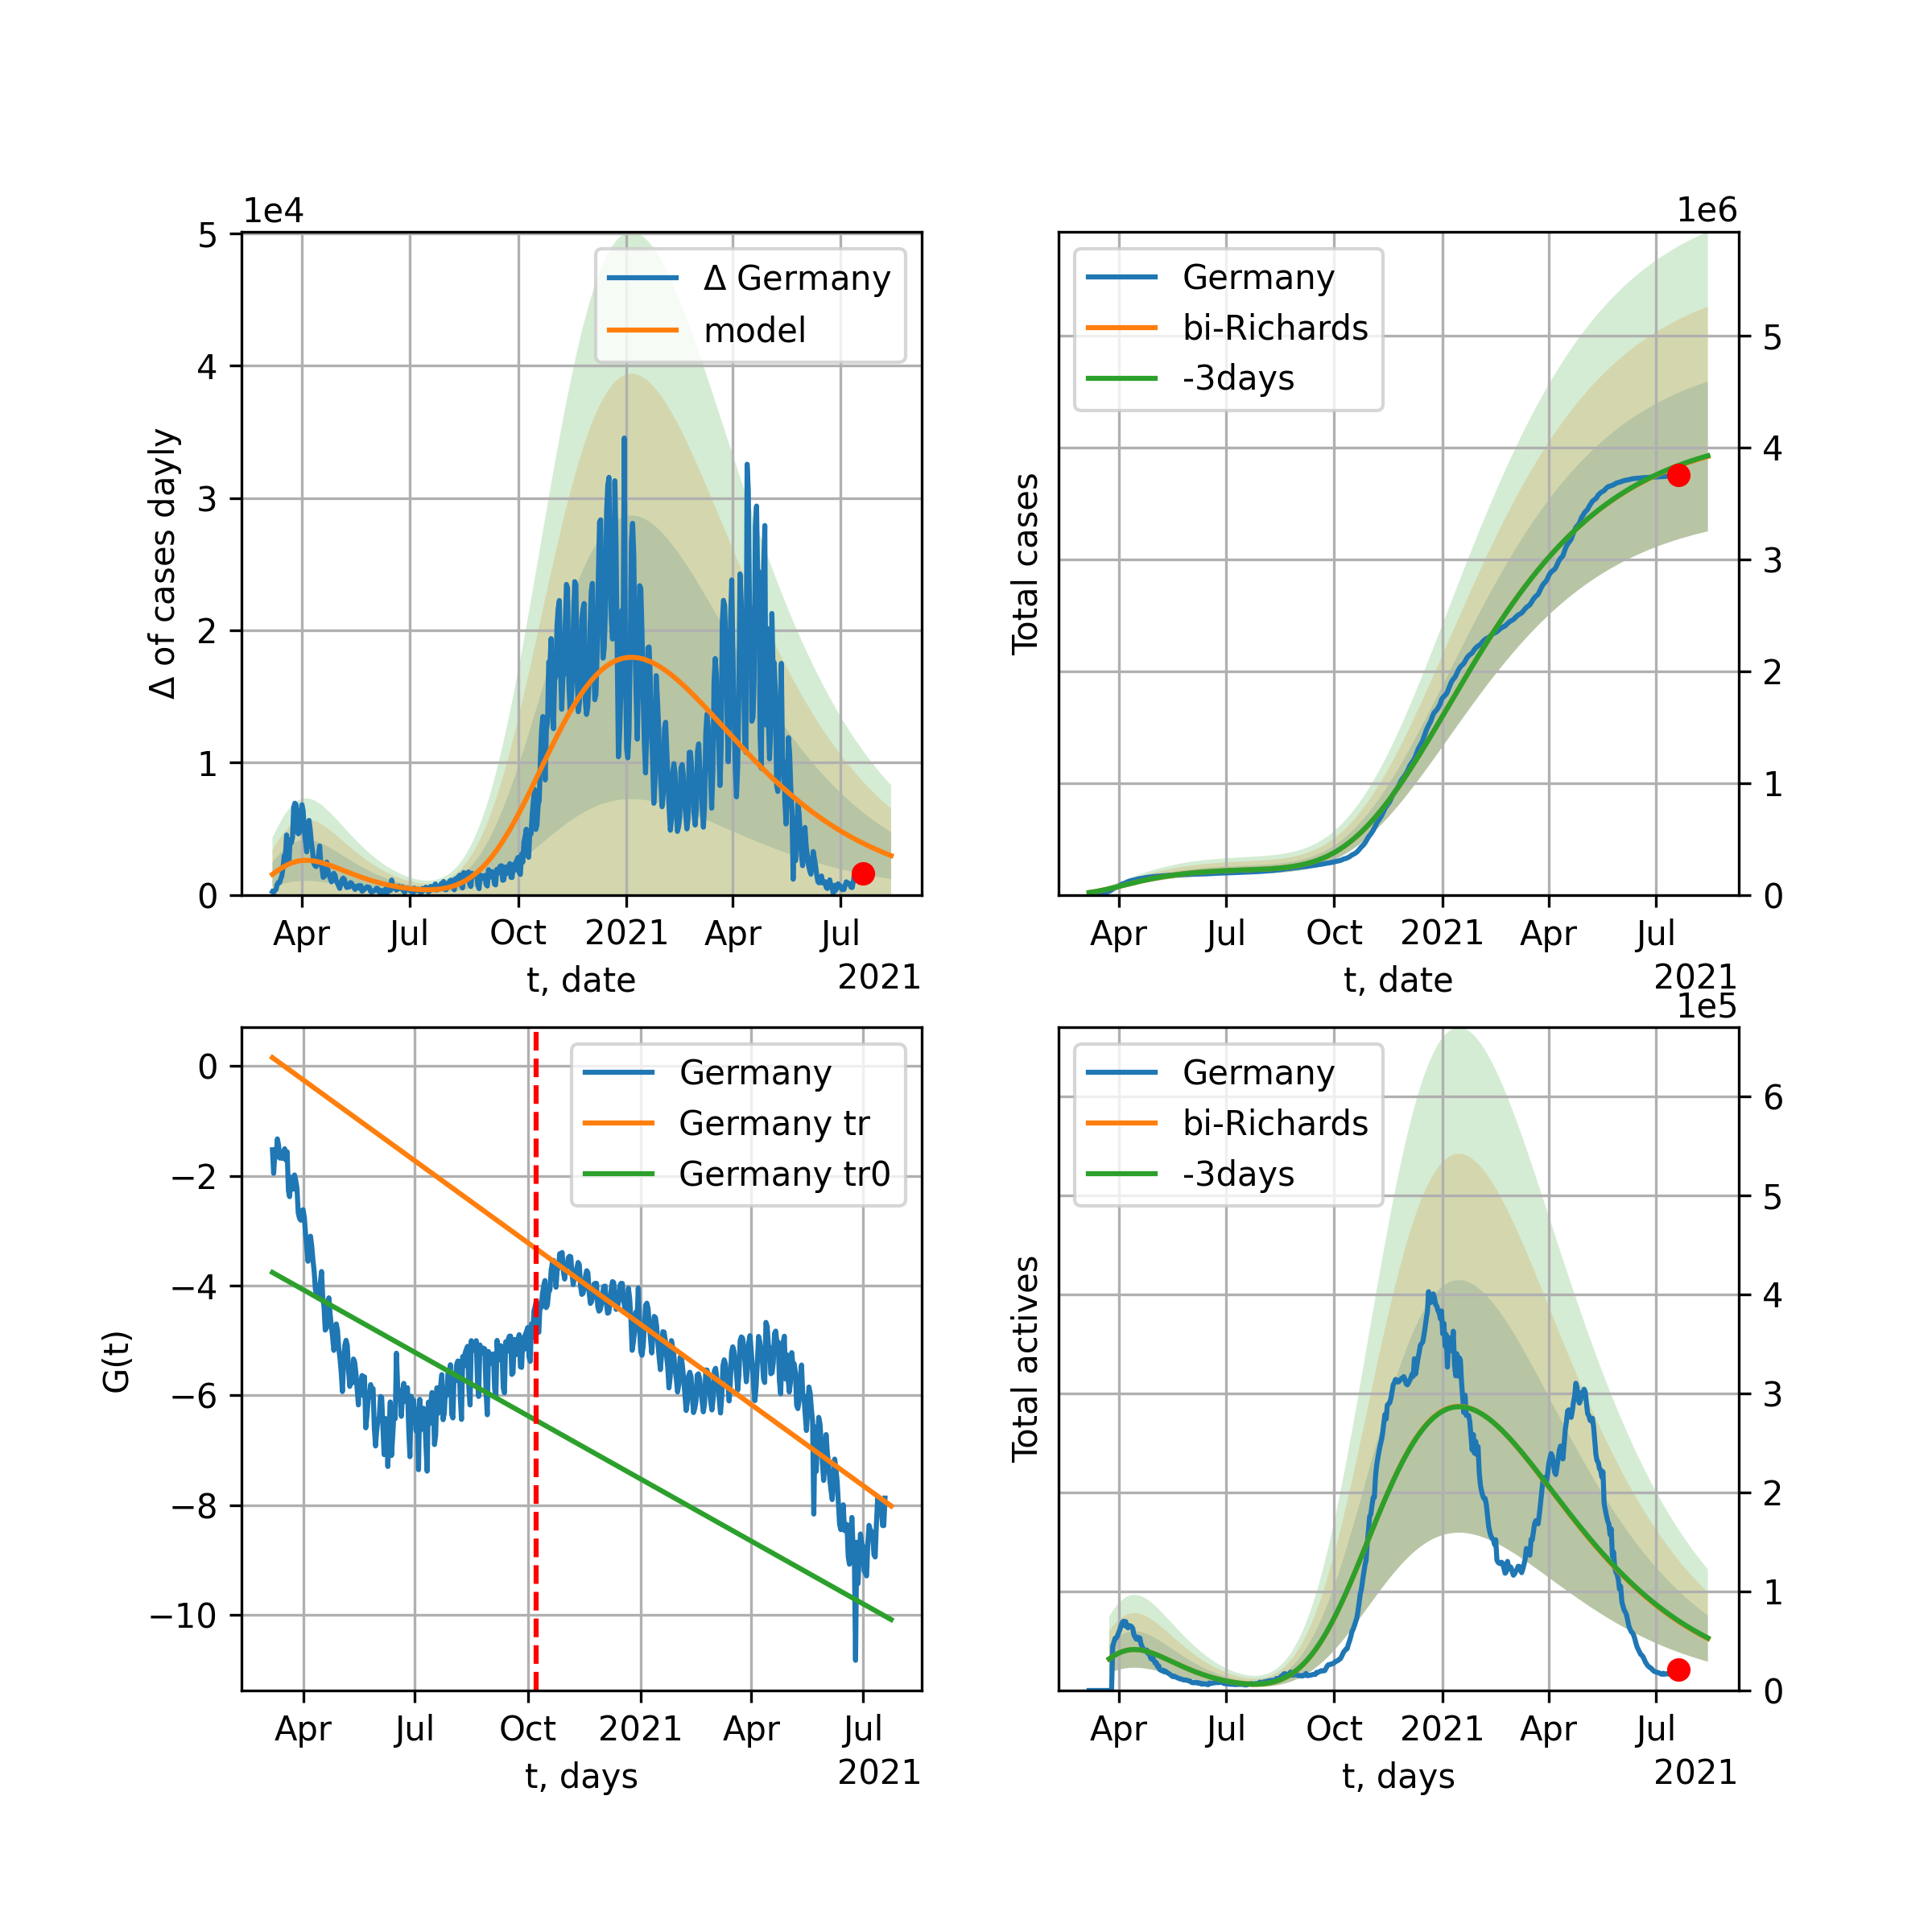 1e4
5
4
3
2
1
0
Δ of cases dayly
Δ Germany
model
Apr Jul Oct 2021 Apr Jul
t, date
2021
1e6
Germany
bi-Richards
-3days
Total cases
5
4
3
2
1
0
Apr Jul Oct 2021 Apr Jul
t, date
2021
0
−2
−4
−6
−8
−10
G(t)
Germany
Germany tr
Germany tr0
Apr Jul Oct 2021 Apr Jul
t, days
2021
1e5
Germany
bi-Richards
-3days
Total actives
6
5
4
3
2
1
0
Apr Jul Oct 2021 Apr Jul
t, days
2021